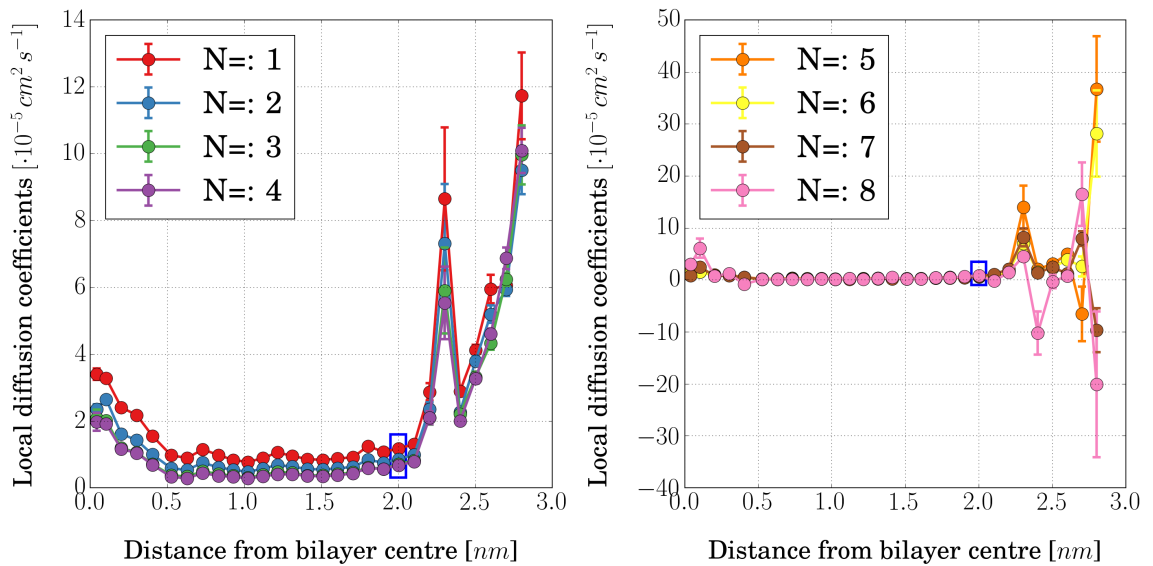 Local diffusion coefficients [·10⁻⁵ cm² s⁻¹]
14
12
10
8
6
4
2
0
N=: 1
N=: 2
N=: 3
N=: 4
0.0 0.5 1.0 1.5 2.0 2.5 3.0
Distance from bilayer centre [nm]
Local diffusion coefficients [·10⁻⁵ cm² s⁻¹]
50
40
30
20
10
0
−10
−20
−30
−40
N=: 5
N=: 6
N=: 7
N=: 8
0.0 0.5 1.0 1.5 2.0 2.5 3.0
Distance from bilayer centre [nm]